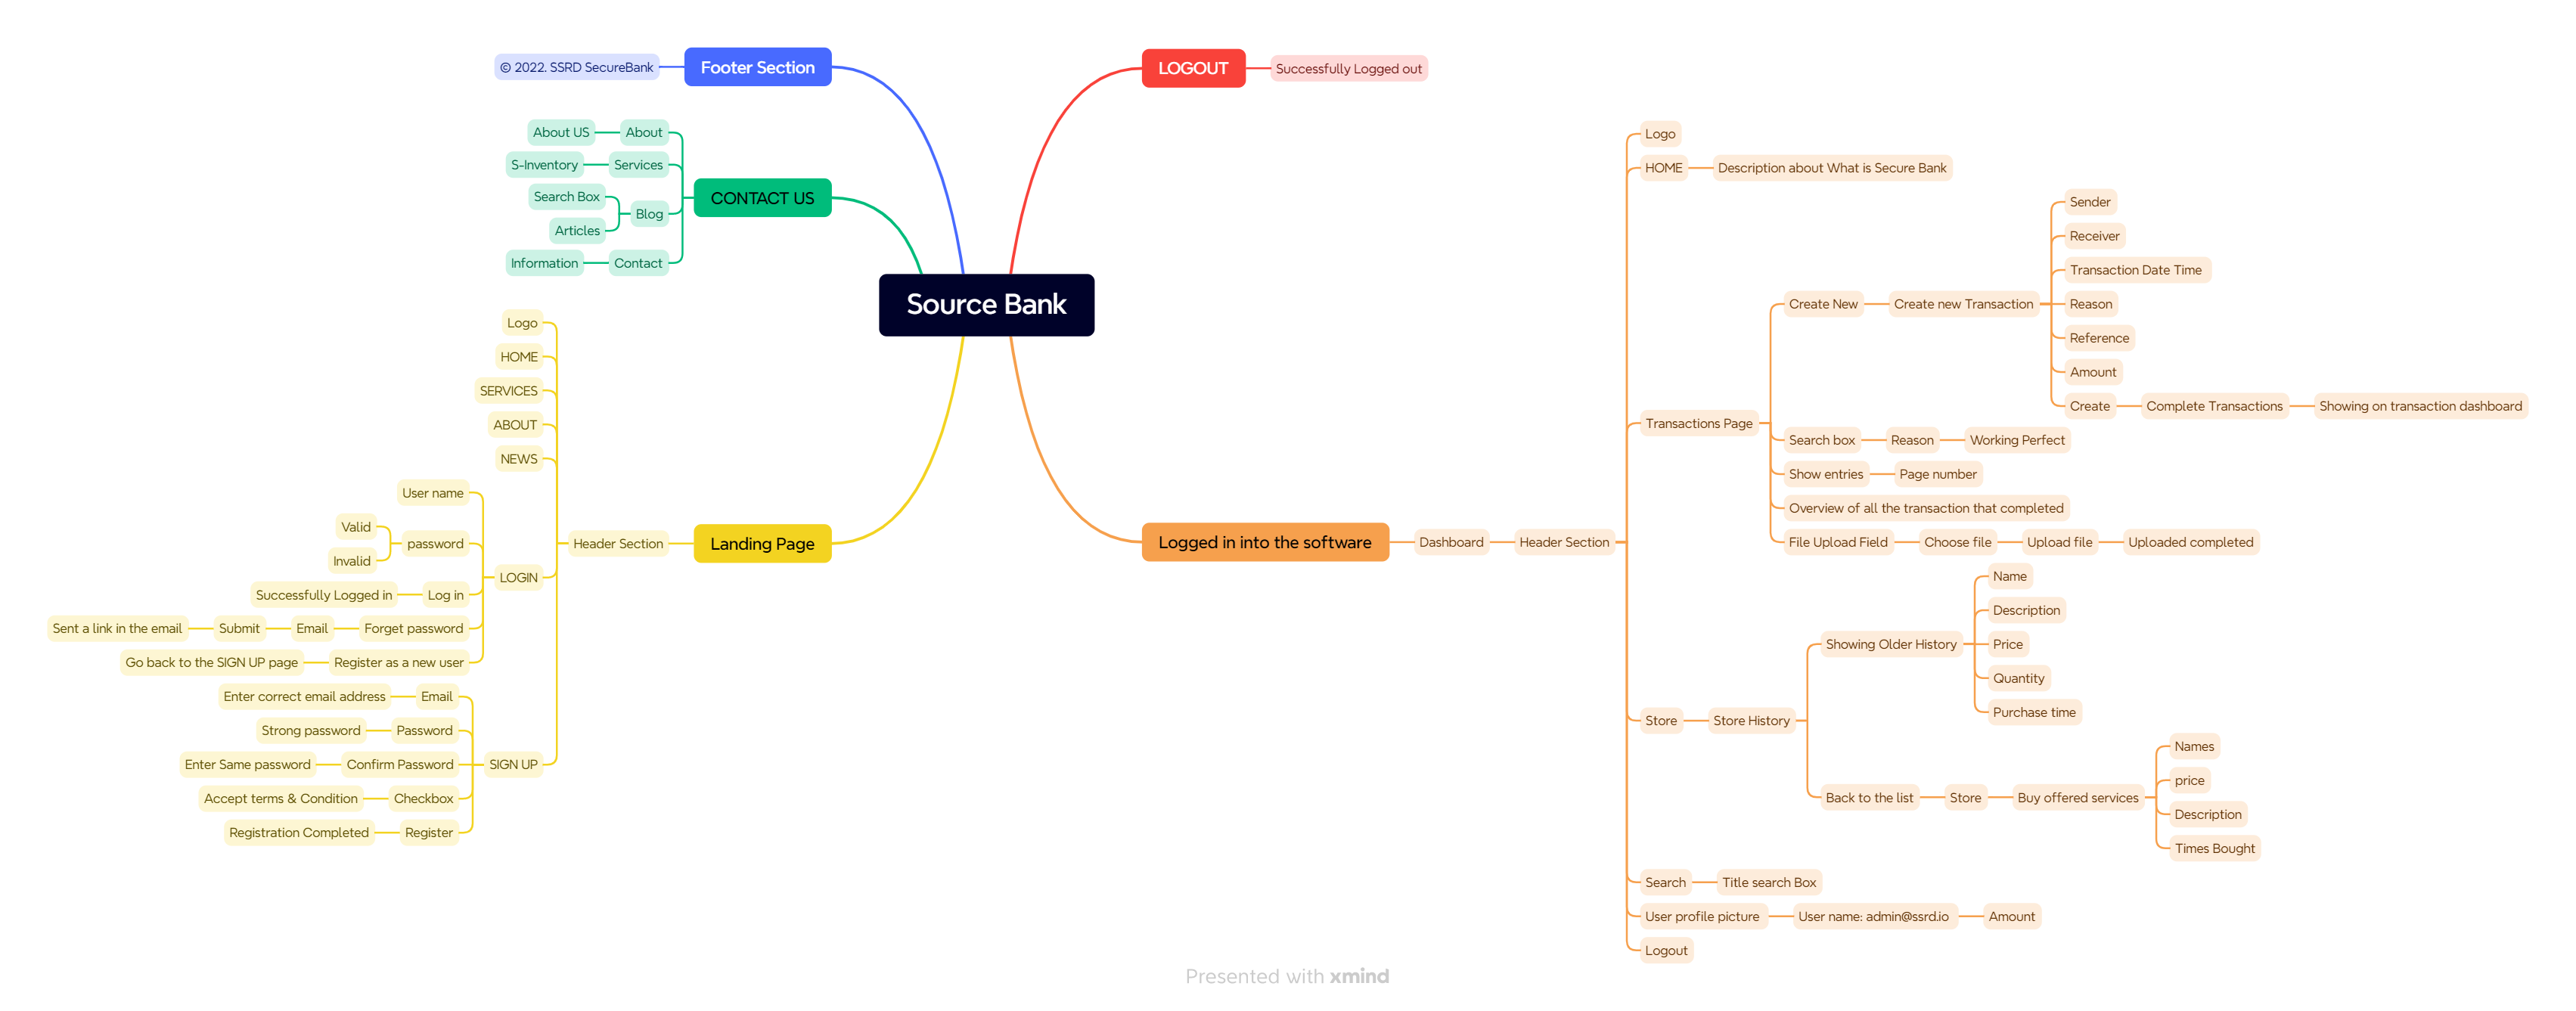 Source Bank
LOGOUT
Successfully Logged out
Logged in into the software
Dashboard
Header Section
Logo
HOME
Description about What is Secure Bank
Transactions Page
Create New
Create new Transaction
Sender
Receiver
Transaction Date Time
Reason
Reference
Amount
Create
Complete Transactions
Showing on transaction dashboard
Search box
Reason
Working Perfect
Show entries
Page number
Overview of all the transaction that completed
File Upload Field
Choose file
Upload file
Uploaded completed
Store
Store History
Showing Older History
Name
Description
Price
Quantity
Purchase time
Back to the list
Store
Buy offered services
Names
price
Description
Times Bought
Search
Title search Box
User profile picture
User name: admin@ssrd.io
Amount
Logout
Footer Section
© 2022. SSRD SecureBank
CONTACT US
About
About US
Services
S-Inventory
Blog
Search Box
Articles
Contact
Information
Landing Page
Header Section
Logo
HOME
SERVICES
ABOUT
NEWS
LOGIN
User name
password
Valid
Invalid
Log in
Successfully Logged in
Forget password
Email
Submit
Sent a link in the email
Register as a new user
Go back to the SIGN UP page
SIGN UP
Email
Enter correct email address
Password
Strong password
Confirm Password
Enter Same password
Checkbox
Accept terms & Condition
Register
Registration Completed
Presented with xmind